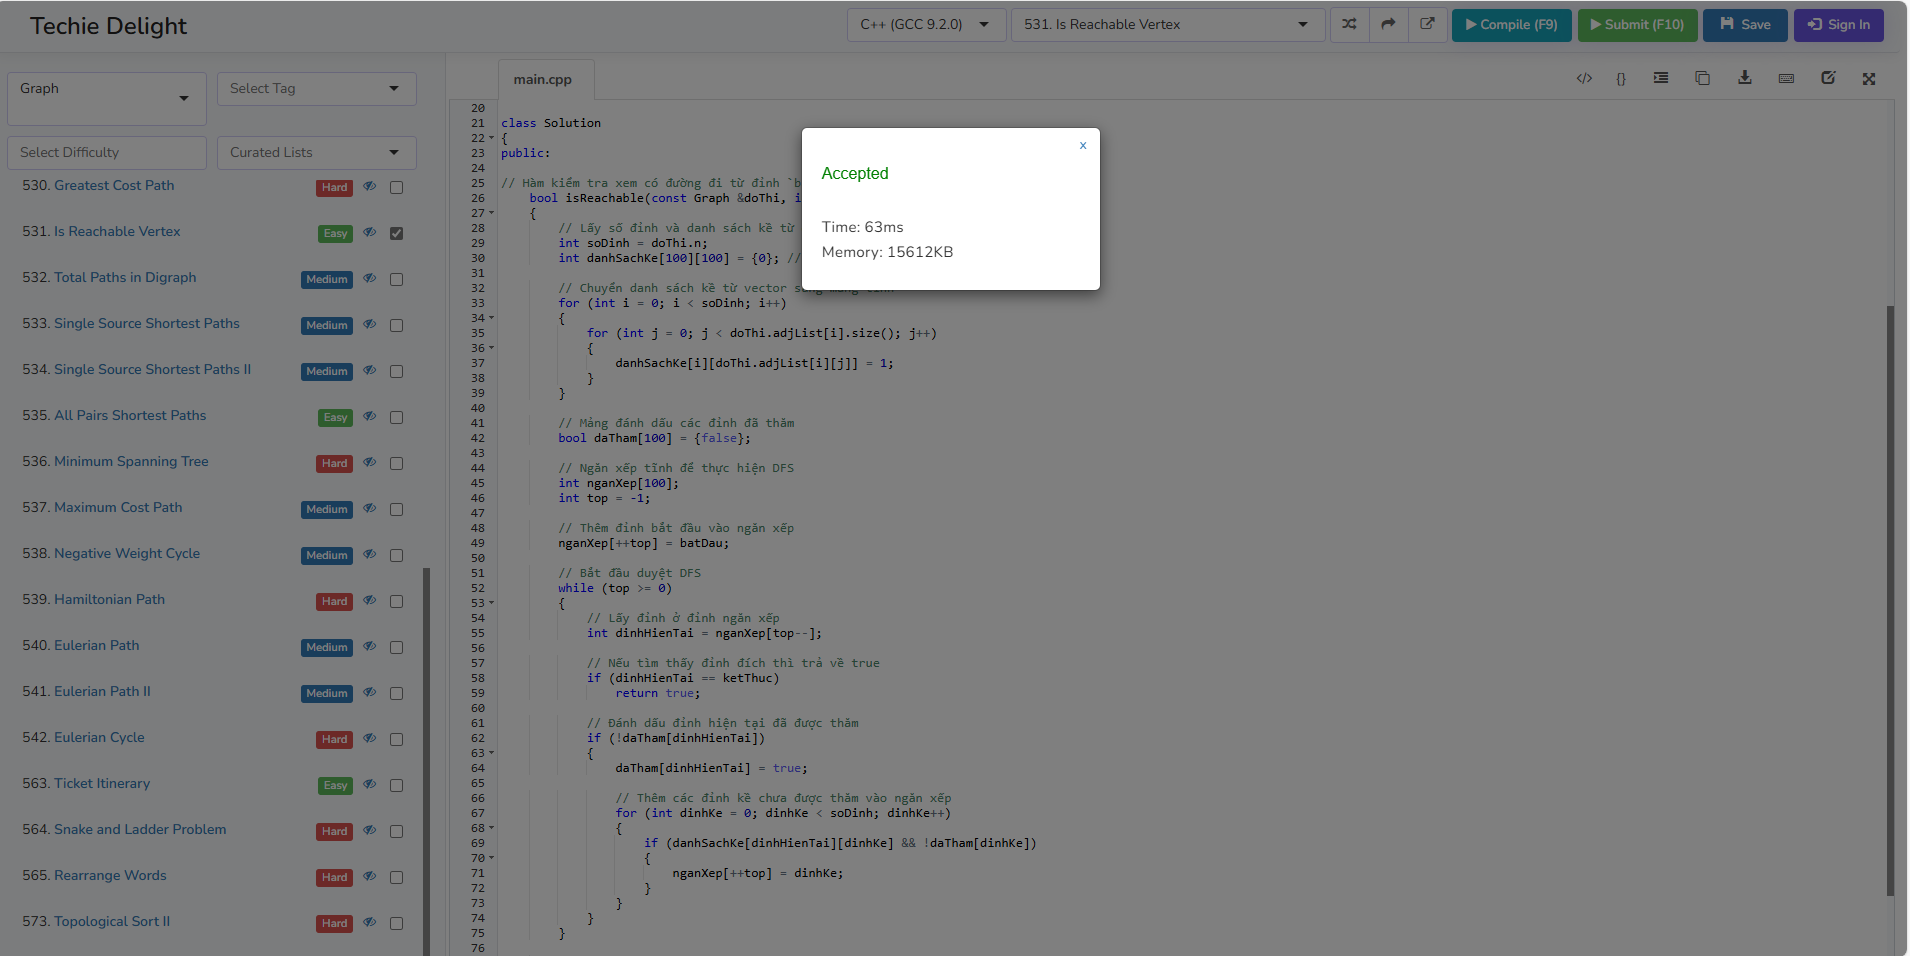 Techie Delight
C++ (GCC 9.2.0)
531. Is Reachable Vertex
Compile (F9)
Submit (F10)
Save
Sign In
Graph
Select Tag
Select Difficulty
Curated Lists
530. Greatest Cost Path Hard
531. Is Reachable Vertex Easy
532. Total Paths in Digraph Medium
533. Single Source Shortest Paths Medium
534. Single Source Shortest Paths II Medium
535. All Pairs Shortest Paths Easy
536. Minimum Spanning Tree Hard
537. Maximum Cost Path Medium
538. Negative Weight Cycle Medium
539. Hamiltonian Path Hard
540. Eulerian Path Medium
541. Eulerian Path II Medium
542. Eulerian Cycle Hard
563. Ticket Itinerary Easy
564. Snake and Ladder Problem Hard
565. Rearrange Words Hard
573. Topological Sort II Hard
main.cpp
</> {}
20
21 class Solution
22 {
23 public:
24
25 // Hàm kiểm tra xem có đường đi từ đỉnh `b
26 bool isReachable(const Graph &doThi, i
27 {
28 // Lấy số đỉnh và danh sách kề từ
29 int soDinh = doThi.n;
30 int danhSachKe[100][100] = {0}; //
31
32 // Chuyển danh sách kề từ vector sang mảng tĩnh
33 for (int i = 0; i < soDinh; i++)
34 {
35 for (int j = 0; j < doThi.adjList[i].size(); j++)
36 {
37 danhSachKe[i][doThi.adjList[i][j]] = 1;
38 }
39 }
40
41 // Mảng đánh dấu các đỉnh đã thăm
42 bool daTham[100] = {false};
43
44 // Ngăn xếp tĩnh để thực hiện DFS
45 int nganXep[100];
46 int top = -1;
47
48 // Thêm đỉnh bắt đầu vào ngăn xếp
49 nganXep[++top] = batDau;
50
51 // Bắt đầu duyệt DFS
52 while (top >= 0)
53 {
54 // Lấy đỉnh ở đỉnh ngăn xếp
55 int dinhHienTai = nganXep[top--];
56
57 // Nếu tìm thấy đỉnh đích thì trả về true
58 if (dinhHienTai == ketThuc)
59 return true;
60
61 // Đánh dấu đỉnh hiện tại đã được thăm
62 if (!daTham[dinhHienTai])
63 {
64 daTham[dinhHienTai] = true;
65
66 // Thêm các đỉnh kề chưa được thăm vào ngăn xếp
67 for (int dinhKe = 0; dinhKe < soDinh; dinhKe++)
68 {
69 if (danhSachKe[dinhHienTai][dinhKe] && !daTham[dinhKe])
70 {
71 nganXep[++top] = dinhKe;
72 }
73 }
74 }
75 }
76
x
Accepted
Time: 63ms
Memory: 15612KB